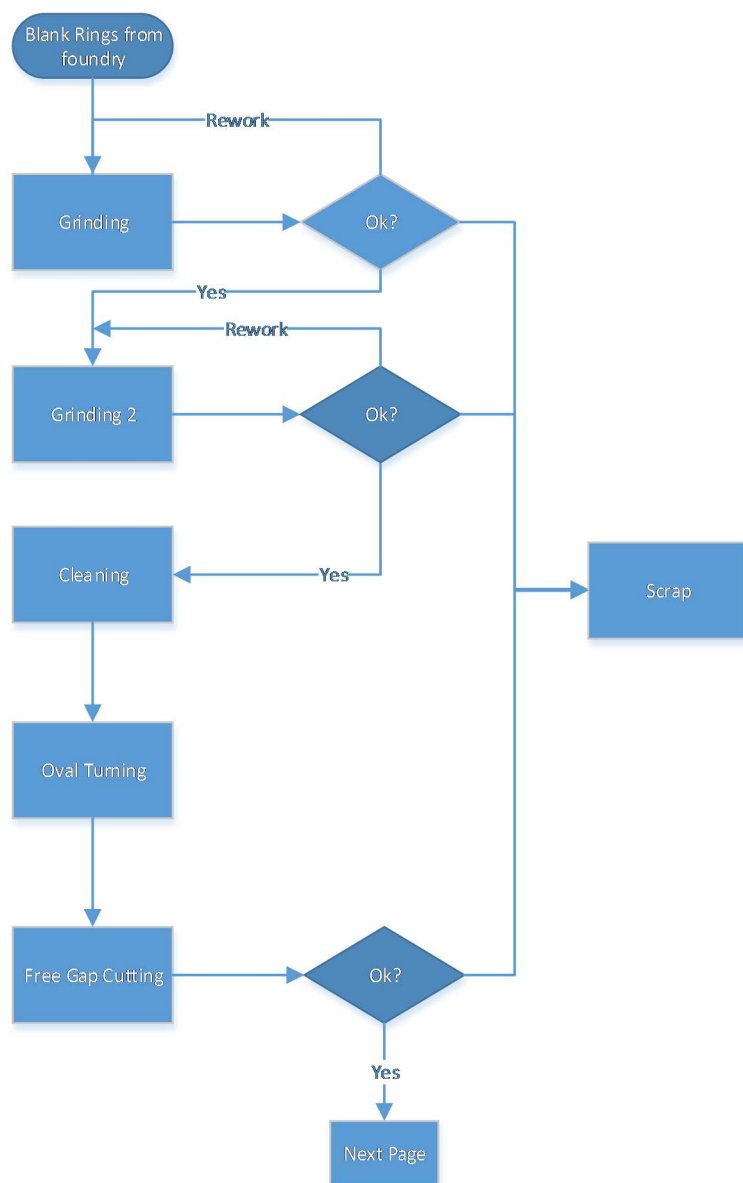 Blank Rings from
foundry
Rework
Grinding
Ok?
Yes
Rework
Grinding 2
Ok?
Cleaning
Yes
Scrap
Oval Turning
Free Gap Cutting
Ok?
Yes
Next Page